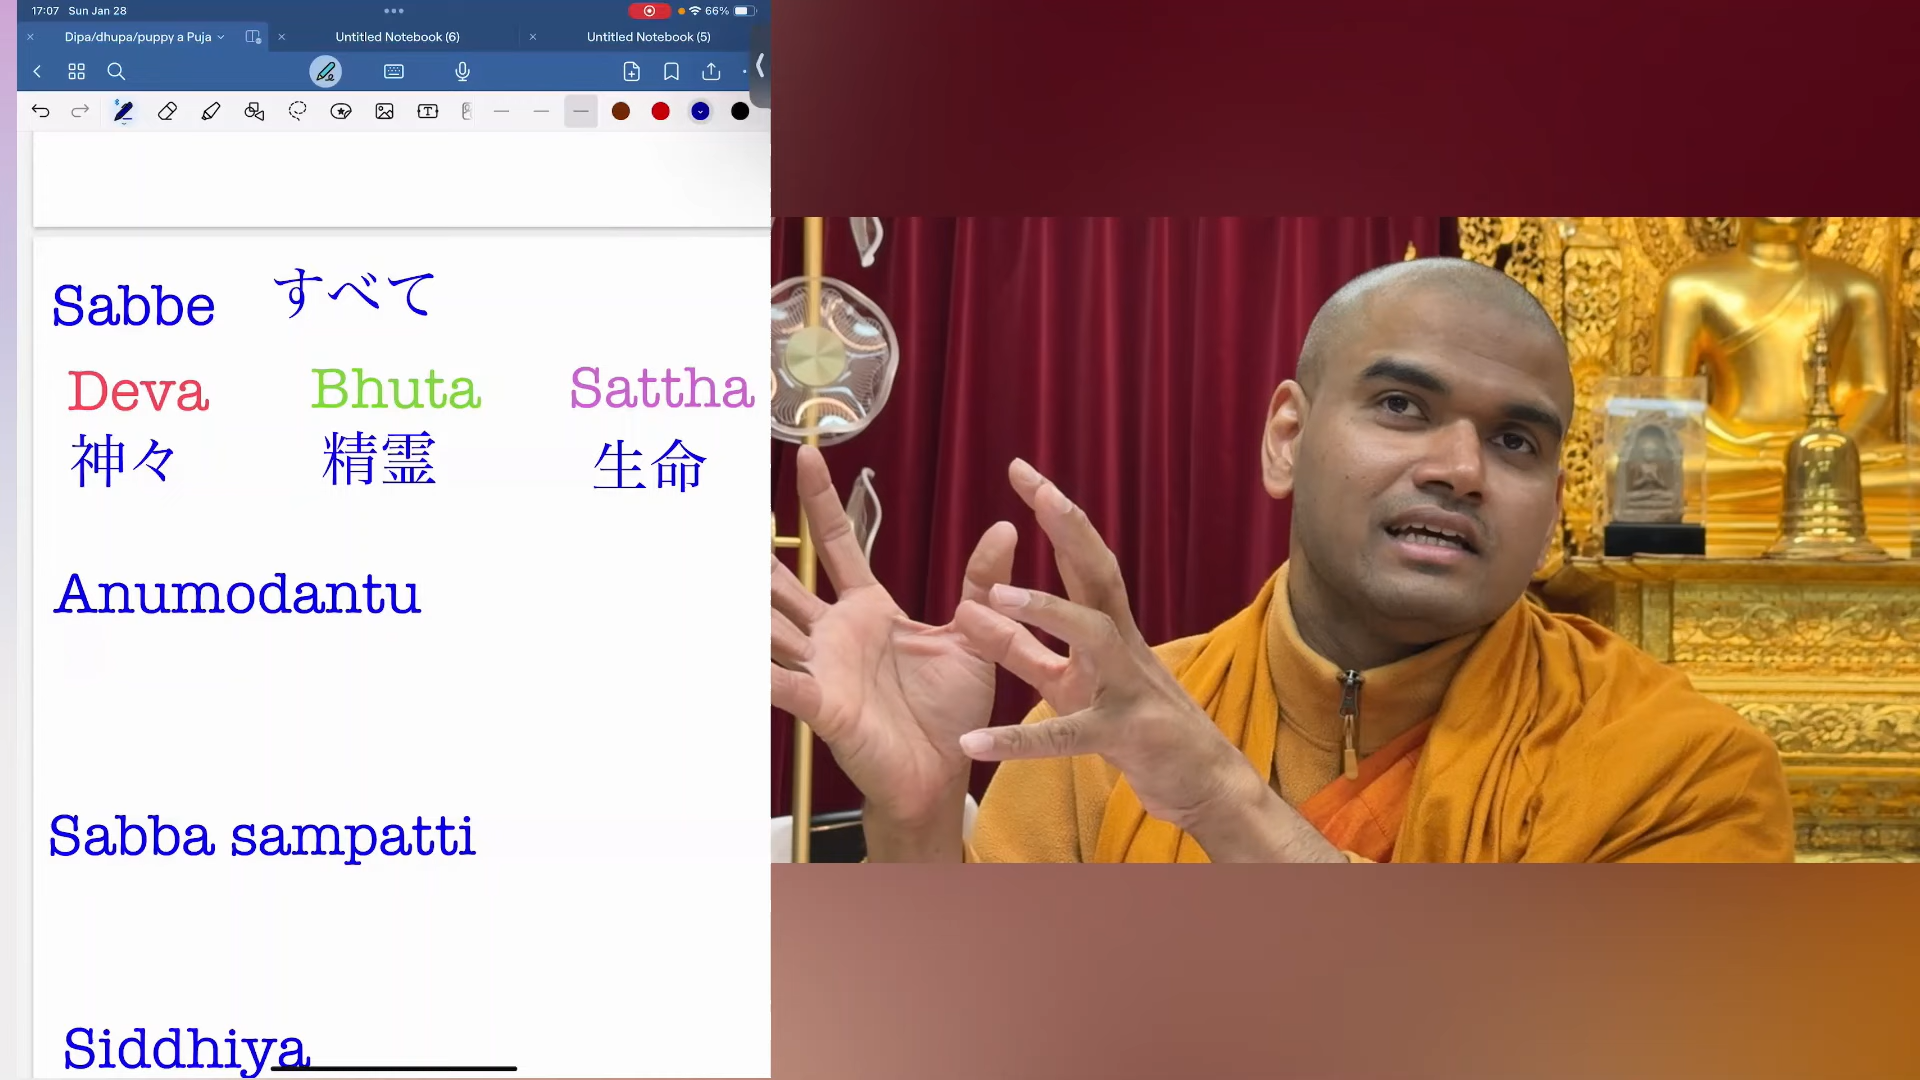 17:07 Sun Jan 28
66%
Dipa/dhupa/puppy a Puja
Untitled Notebook (6)
Untitled Notebook (5)
Sabbe すべて
Deva Bhuta Sattha
神々 精霊 生命
Anumodantu
Sabba sampatti
Siddhiya